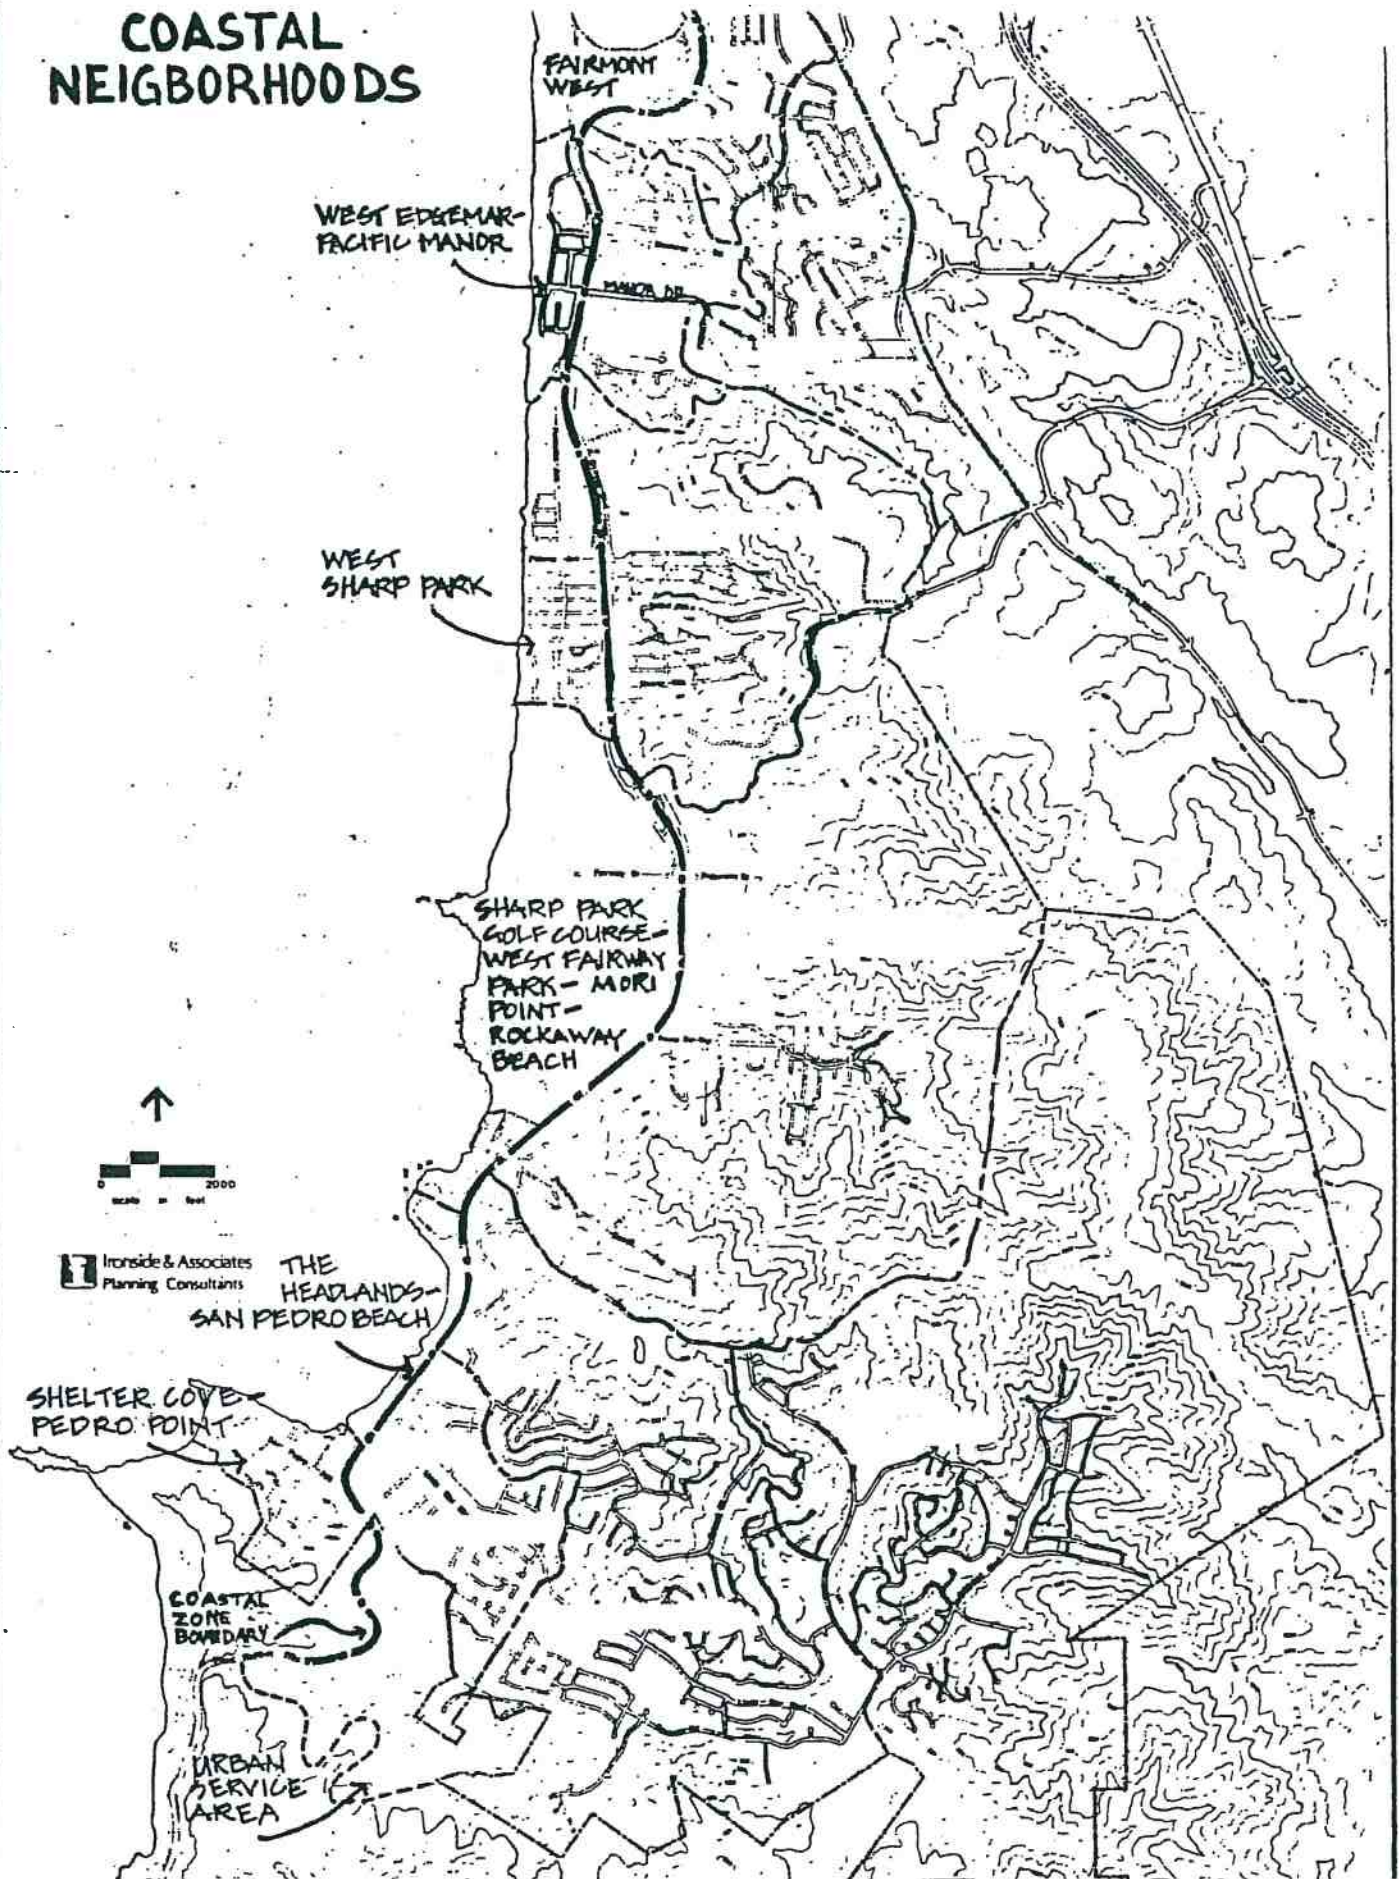 COASTAL
NEIGBORHOODS
FAIRMONT
WEST
WEST EDGEMAR-
PACIFIC MANOR
MANOR DR
WEST
SHARP PARK
SHARP PARK
GOLF COURSE-
WEST FAIRWAY
PARK- MORI
POINT-
ROCKAWAY
BEACH
0 2000
scale in feet
Ironside & Associates
Planning Consultants
THE
HEADLANDS-
SAN PEDRO BEACH
SHELTER COVE-
PEDRO POINT
COASTAL
ZONE
BOUNDARY
URBAN
SERVICE
AREA